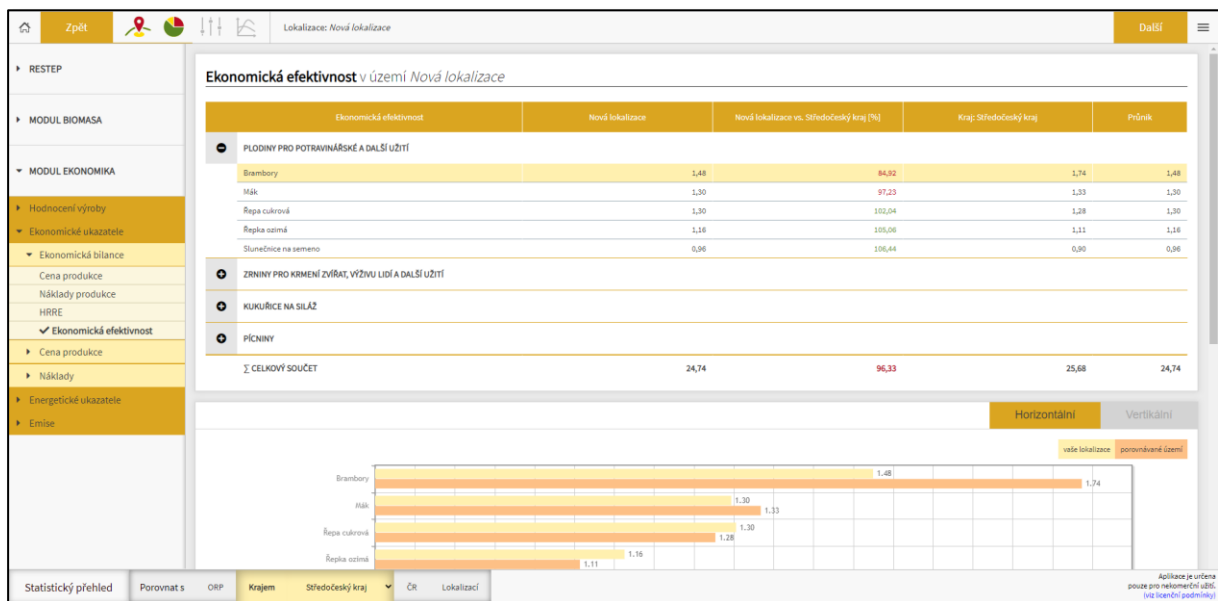 Zpět
Lokalizace: Nová lokalizace
Další
RESTEP
MODUL BIOMASA
MODUL EKONOMIKA
Hodnocení výroby
Ekonomické ukazatele
Ekonomická bilance
Cena produkce
Náklady produkce
HRRE
Ekonomická efektivnost
Cena produkce
Náklady
Energetické ukazatele
Emise
Ekonomická efektivnost v území Nová lokalizace
Ekonomická efektivnost Nová lokalizace Nová lokalizace vs. Středočeský kraj [%] Kraj: Středočeský kraj Průnik
PLODINY PRO POTRAVINÁŘSKÉ A DALŠÍ UŽITÍ
Brambory 1,48 84,92 1,74 1,48
Mák 1,30 97,23 1,33 1,30
Řepa cukrová 1,30 102,04 1,28 1,30
Řepka ozimá 1,16 105,06 1,11 1,16
Slunečnice na semeno 0,96 106,44 0,90 0,96
ZRNINY PRO KRMENÍ ZVÍŘAT, VÝŽIVU LIDÍ A DALŠÍ UŽITÍ
KUKUŘICE NA SILÁŽ
PÍCNINY
∑ CELKOVÝ SOUČET 24,74 96,33 25,68 24,74
Horizontální Vertikální
vaše lokalizace porovnávané území
Brambory 1.48
1.74
Mák 1.30
1.33
Řepa cukrová 1.30
1.28
Řepka ozimá 1.16
1.11
Statistický přehled Porovnat s ORP Krajem Středočeský kraj ČR Lokalizací
Aplikace je určena
pouze pro nekomerční užití.
(viz licenční podmínky)